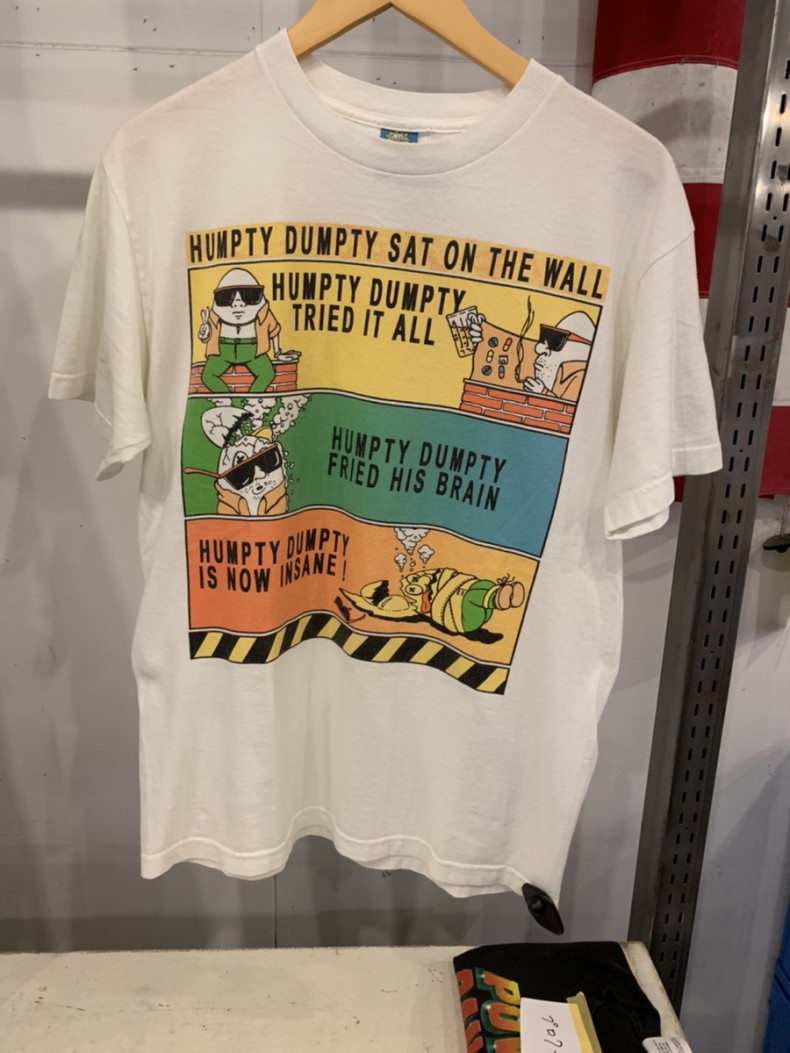 HUMPTY DUMPTY SAT ON THE WALL
HUMPTY DUMPTY
TRIED IT ALL
HUMPTY DUMPTY
FRIED HIS BRAIN
HUMPTY DUMPTY
IS NOW INSANE!